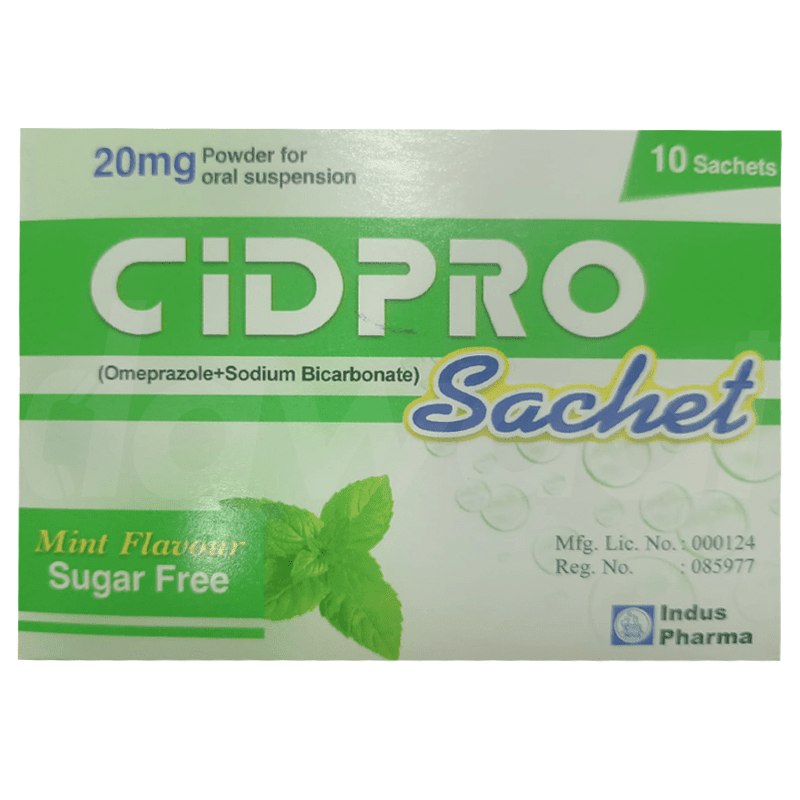 20mg Powder for
oral suspension
10 Sachets
CiDPRO
(Omeprazole+Sodium Bicarbonate)
Sachet
Mint Flavour
Sugar Free
Mfg. Lic. No. : 000124
Reg. No. : 085977
Indus
Pharma